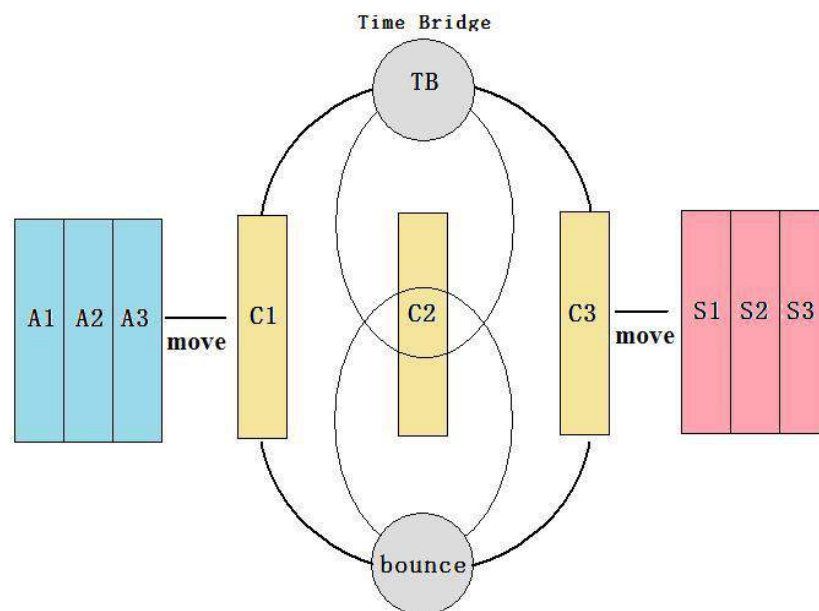 Time Bridge
TB
A1 A2 A3
move
C1
C2
C3
move
S1 S2 S3
bounce